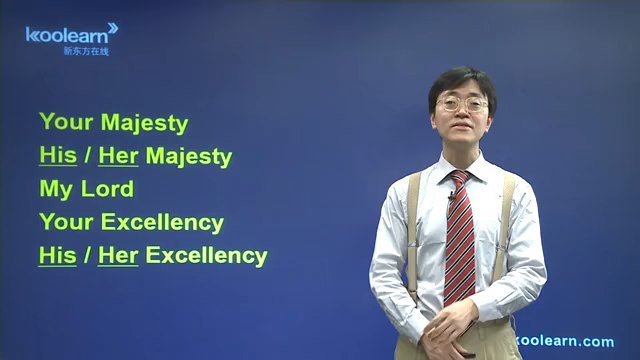 koolearn
新东方在线
Your Majesty
His / Her Majesty
My Lord
Your Excellency
His / Her Excellency
koolearn.com